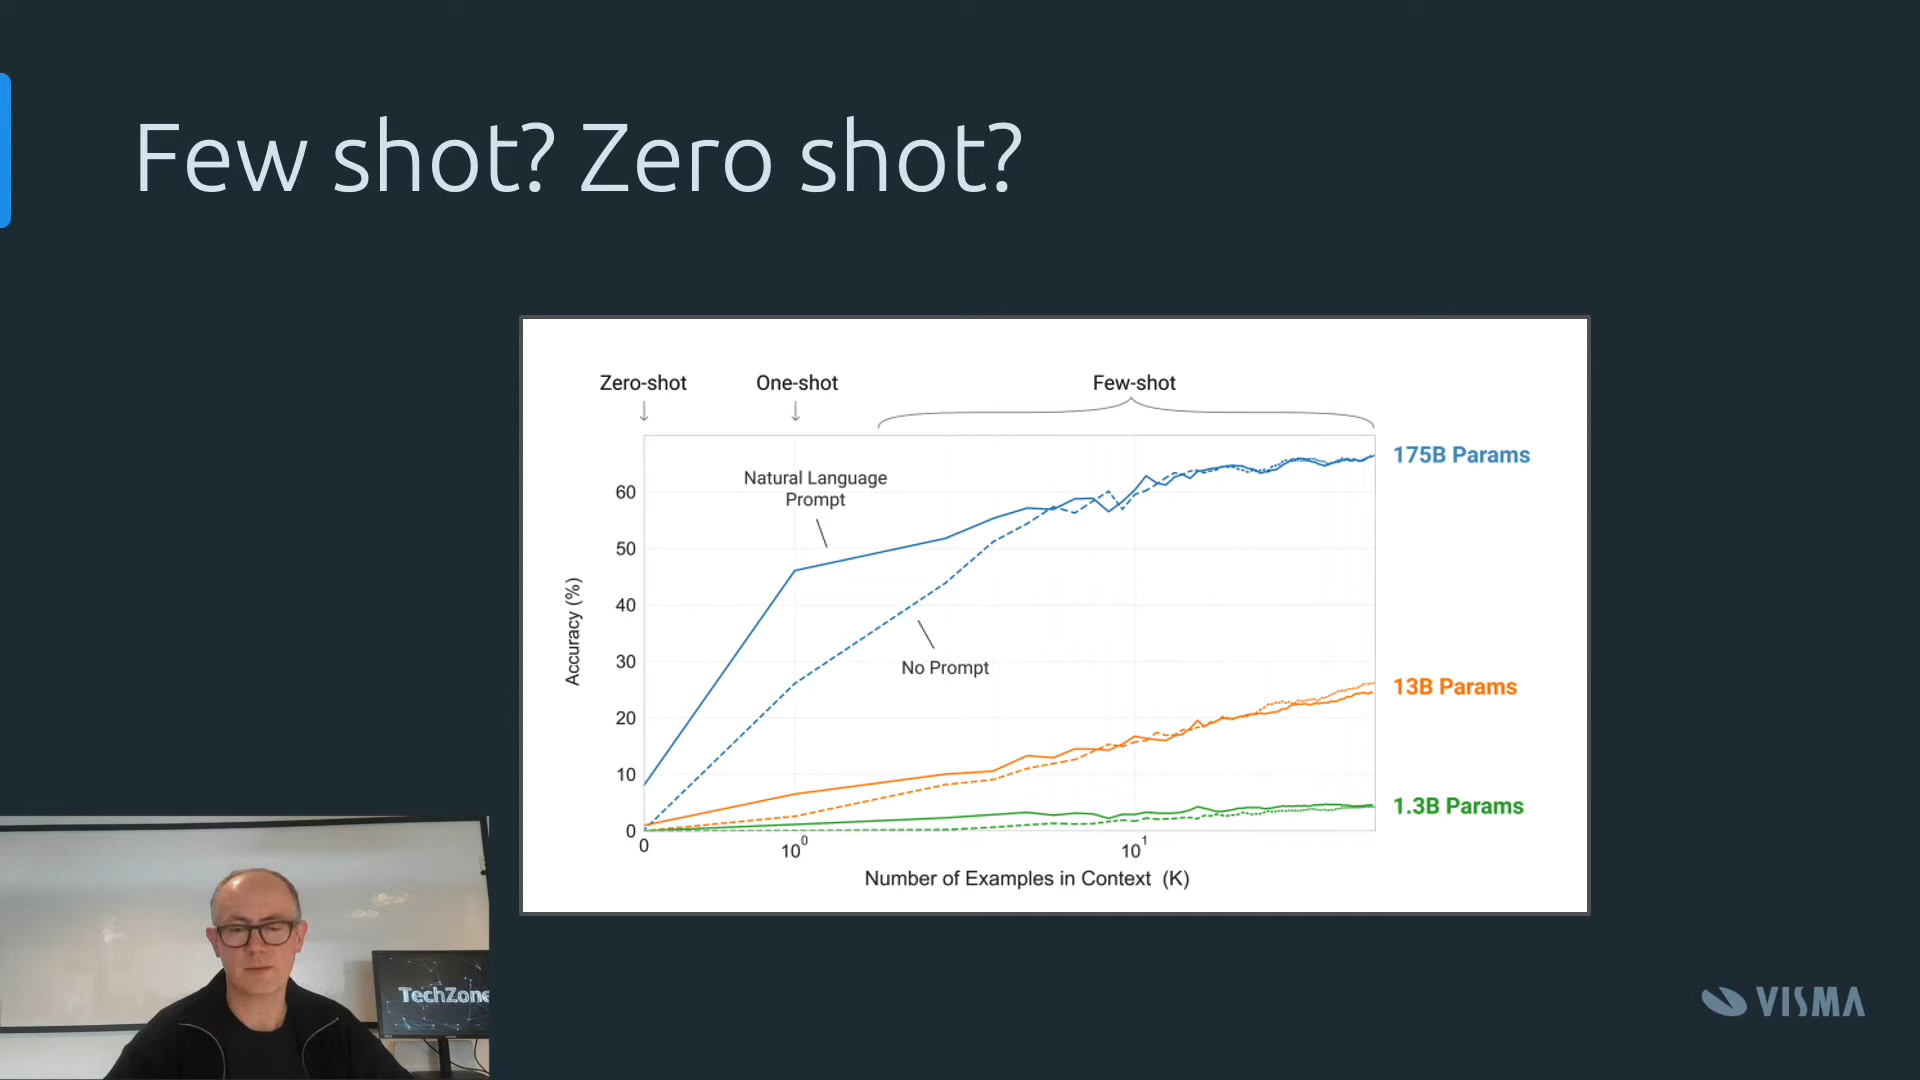 Few shot? Zero shot?
Zero-shot
One-shot
Few-shot
175B Params
Natural Language
Prompt
60
50
40
Accuracy (%)
30
No Prompt
13B Params
20
10
1.3B Params
0
0
10⁰
10¹
Number of Examples in Context (K)
TechZone
VISMA